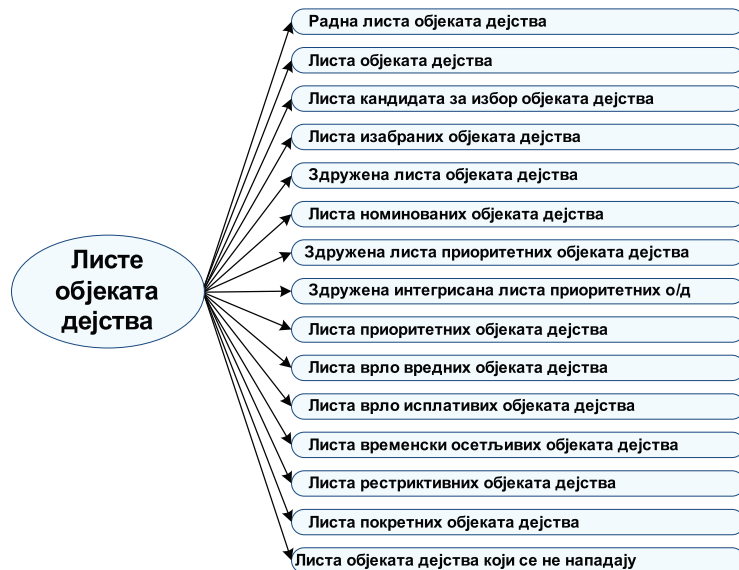 Радна листа објеката дејства
Листа објеката дејства
Листа кандидата за избор објеката дејства
Листа изабраних објеката дејства
Здружена листа објеката дејства
Листа номинованих објеката дејства
Здружена листа приоритетних објеката дејства
Здружена интегрисана листа приоритетних о/д
Листа приоритетних објеката дејства
Листа врло вредних објеката дејства
Листа врло исплативих објеката дејства
Листа временски осетљивих објеката дејства
Листа рестриктивних објеката дејства
Листа покретних објеката дејства
Листа објеката дејства који се не нападају
Листе
објеката
дејства